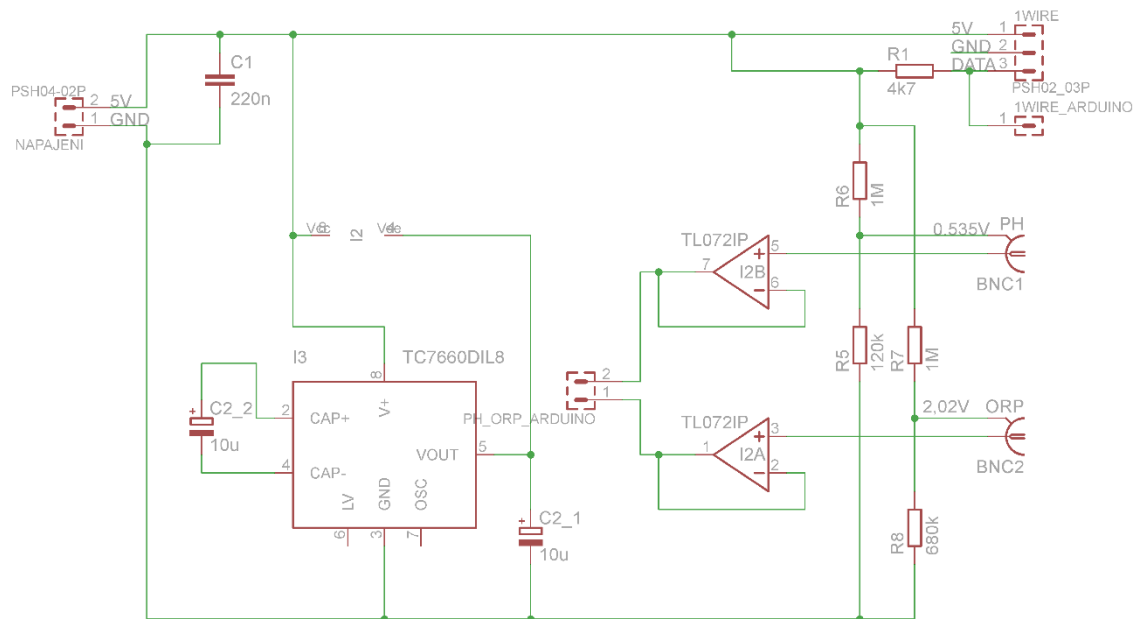 1WIRE
5V 1
GND 2
DATA 3
PSH02_03P
1WIRE_ARDUINO
1
R1
4k7
C1
220n
PSH04-02P
2 5V
1 GND
NAPAJENI
R6
1M
Vcc 8
I2
Vee 4
TL072IP
5
6
7
I2B
0.535V
PH
BNC1
R5
120k
R7
1M
I3
TC7660DIL8
8
V+
2
CAP+
4
CAP-
VOUT
5
LV
GND
OSC
6
3
7
C2_2
10u
C2_1
10u
2
1
PH_ORP_ARDUINO
TL072IP
3
2
1
I2A
2,02V
ORP
BNC2
R8
680k